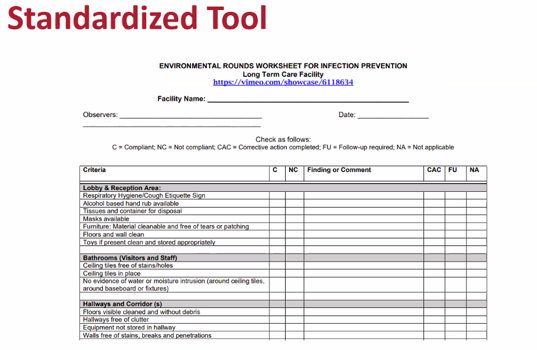 Standardized Tool
ENVIRONMENTAL ROUNDS WORKSHEET FOR INFECTION PREVENTION
Long Term Care Facility
https://vimeo.com/showcase/6118634
Facility Name:
Observers:
Date:
Check as follows:
C = Compliant; NC = Not compliant; CAC = Corrective action completed; FU = Follow-up required; NA = Not applicable
Criteria C NC Finding or Comment CAC FU NA
Lobby & Reception Area:
Respiratory Hygiene/Cough Etiquette Sign
Alcohol based hand rub available
Tissues and container for disposal
Masks available
Furniture: Material cleanable and free of tears or patching
Floors and wall clean
Toys if present clean and stored appropriately
Bathrooms (Visitors and Staff)
Ceiling tiles free of stains/holes
Ceiling tiles in place
No evidence of water or moisture intrusion (around ceiling tiles,
around baseboard or fixtures)
Hallways and Corridor (s)
Floors visible cleaned and without debris
Hallways free of clutter
Equipment not stored in hallway
Walls free of stains, breaks and penetrations